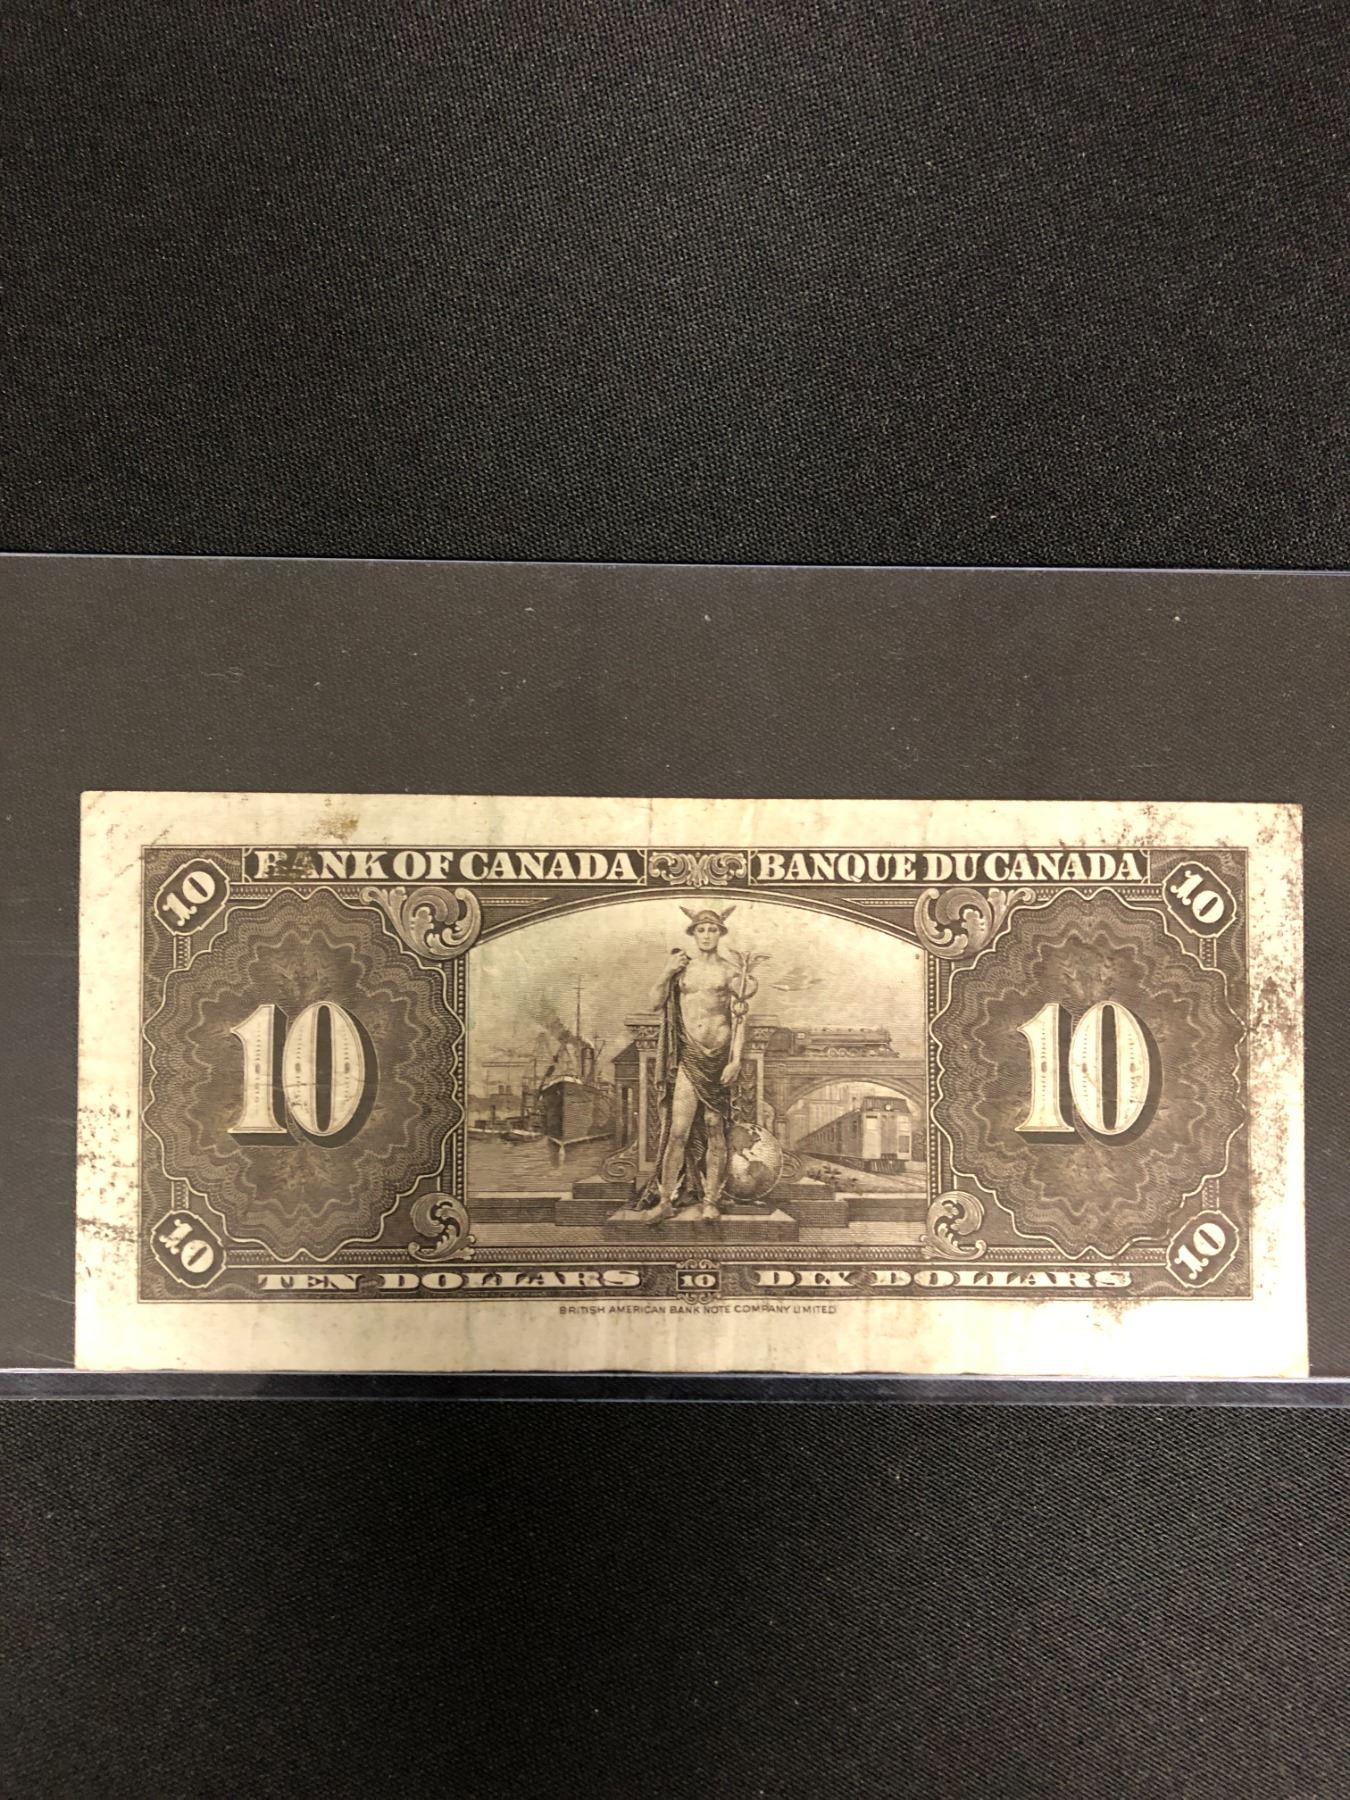 10 BANK OF CANADA BANQUE DU CANADA 10
10 10
10 TEN DOLLARS 10 DIX DOLLARS 10
BRITISH AMERICAN BANK NOTE COMPANY LIMITED